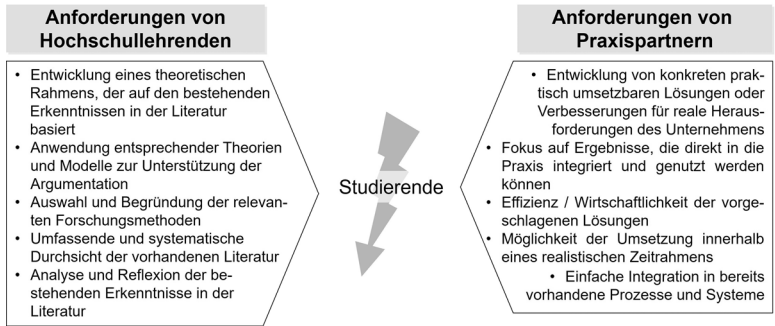 Anforderungen von
Hochschullehrenden
• Entwicklung eines theoretischen
Rahmens, der auf den bestehenden
Erkenntnissen in der Literatur
basiert
• Anwendung entsprechender Theorien
und Modelle zur Unterstützung der
Argumentation
• Auswahl und Begründung der relevan-
ten Forschungsmethoden
• Umfassende und systematische
Durchsicht der vorhandenen Literatur
• Analyse und Reflexion der be-
stehenden Erkenntnisse in der
Literatur
Studierende
Anforderungen von
Praxispartnern
• Entwicklung von konkreten prak-
tisch umsetzbaren Lösungen oder
Verbesserungen für reale Heraus-
forderungen des Unternehmens
• Fokus auf Ergebnisse, die direkt in die
Praxis integriert und genutzt werden
können
• Effizienz / Wirtschaftlichkeit der vorge-
schlagenen Lösungen
• Möglichkeit der Umsetzung innerhalb
eines realistischen Zeitrahmens
• Einfache Integration in bereits
vorhandene Prozesse und Systeme